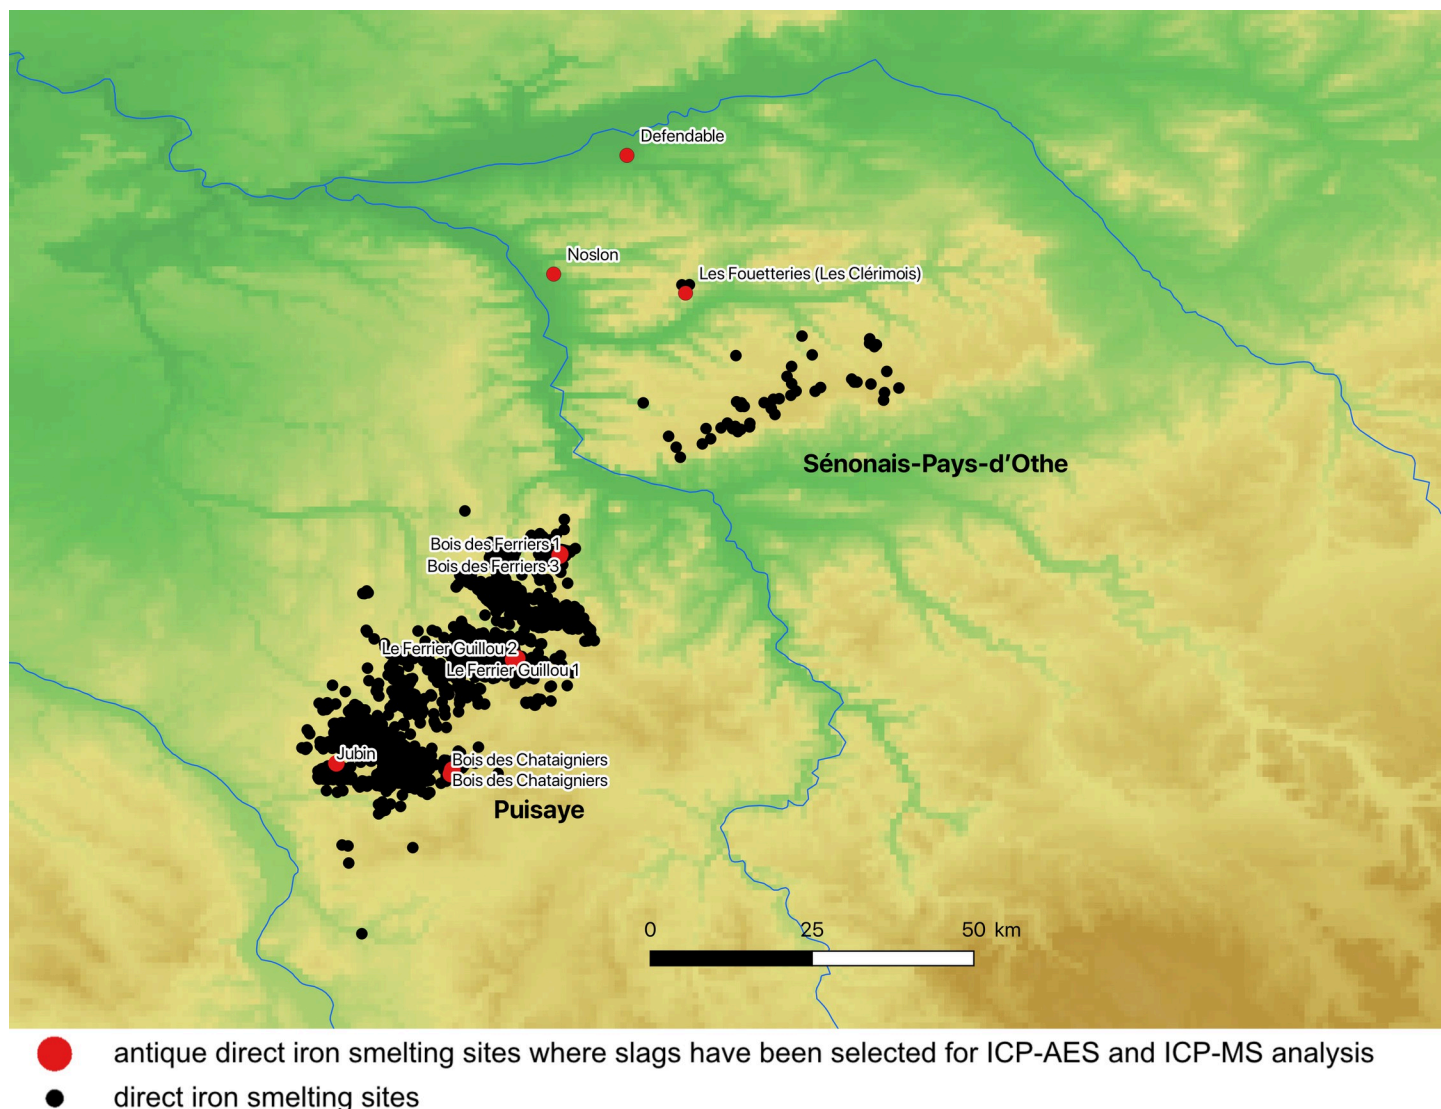 Defendable
Noslon
Les Fouetteries (Les Clérimois)
Sénonais-Pays-d’Othe
Bois des Ferriers 1
Bois des Ferriers 3
Le Ferrier Guillou 2
Le Ferrier Guillou 1
Jubin
Bois des Chataigniers
Bois des Chataigniers
Puisaye
0 25 50 km
antique direct iron smelting sites where slags have been selected for ICP-AES and ICP-MS analysis
direct iron smelting sites